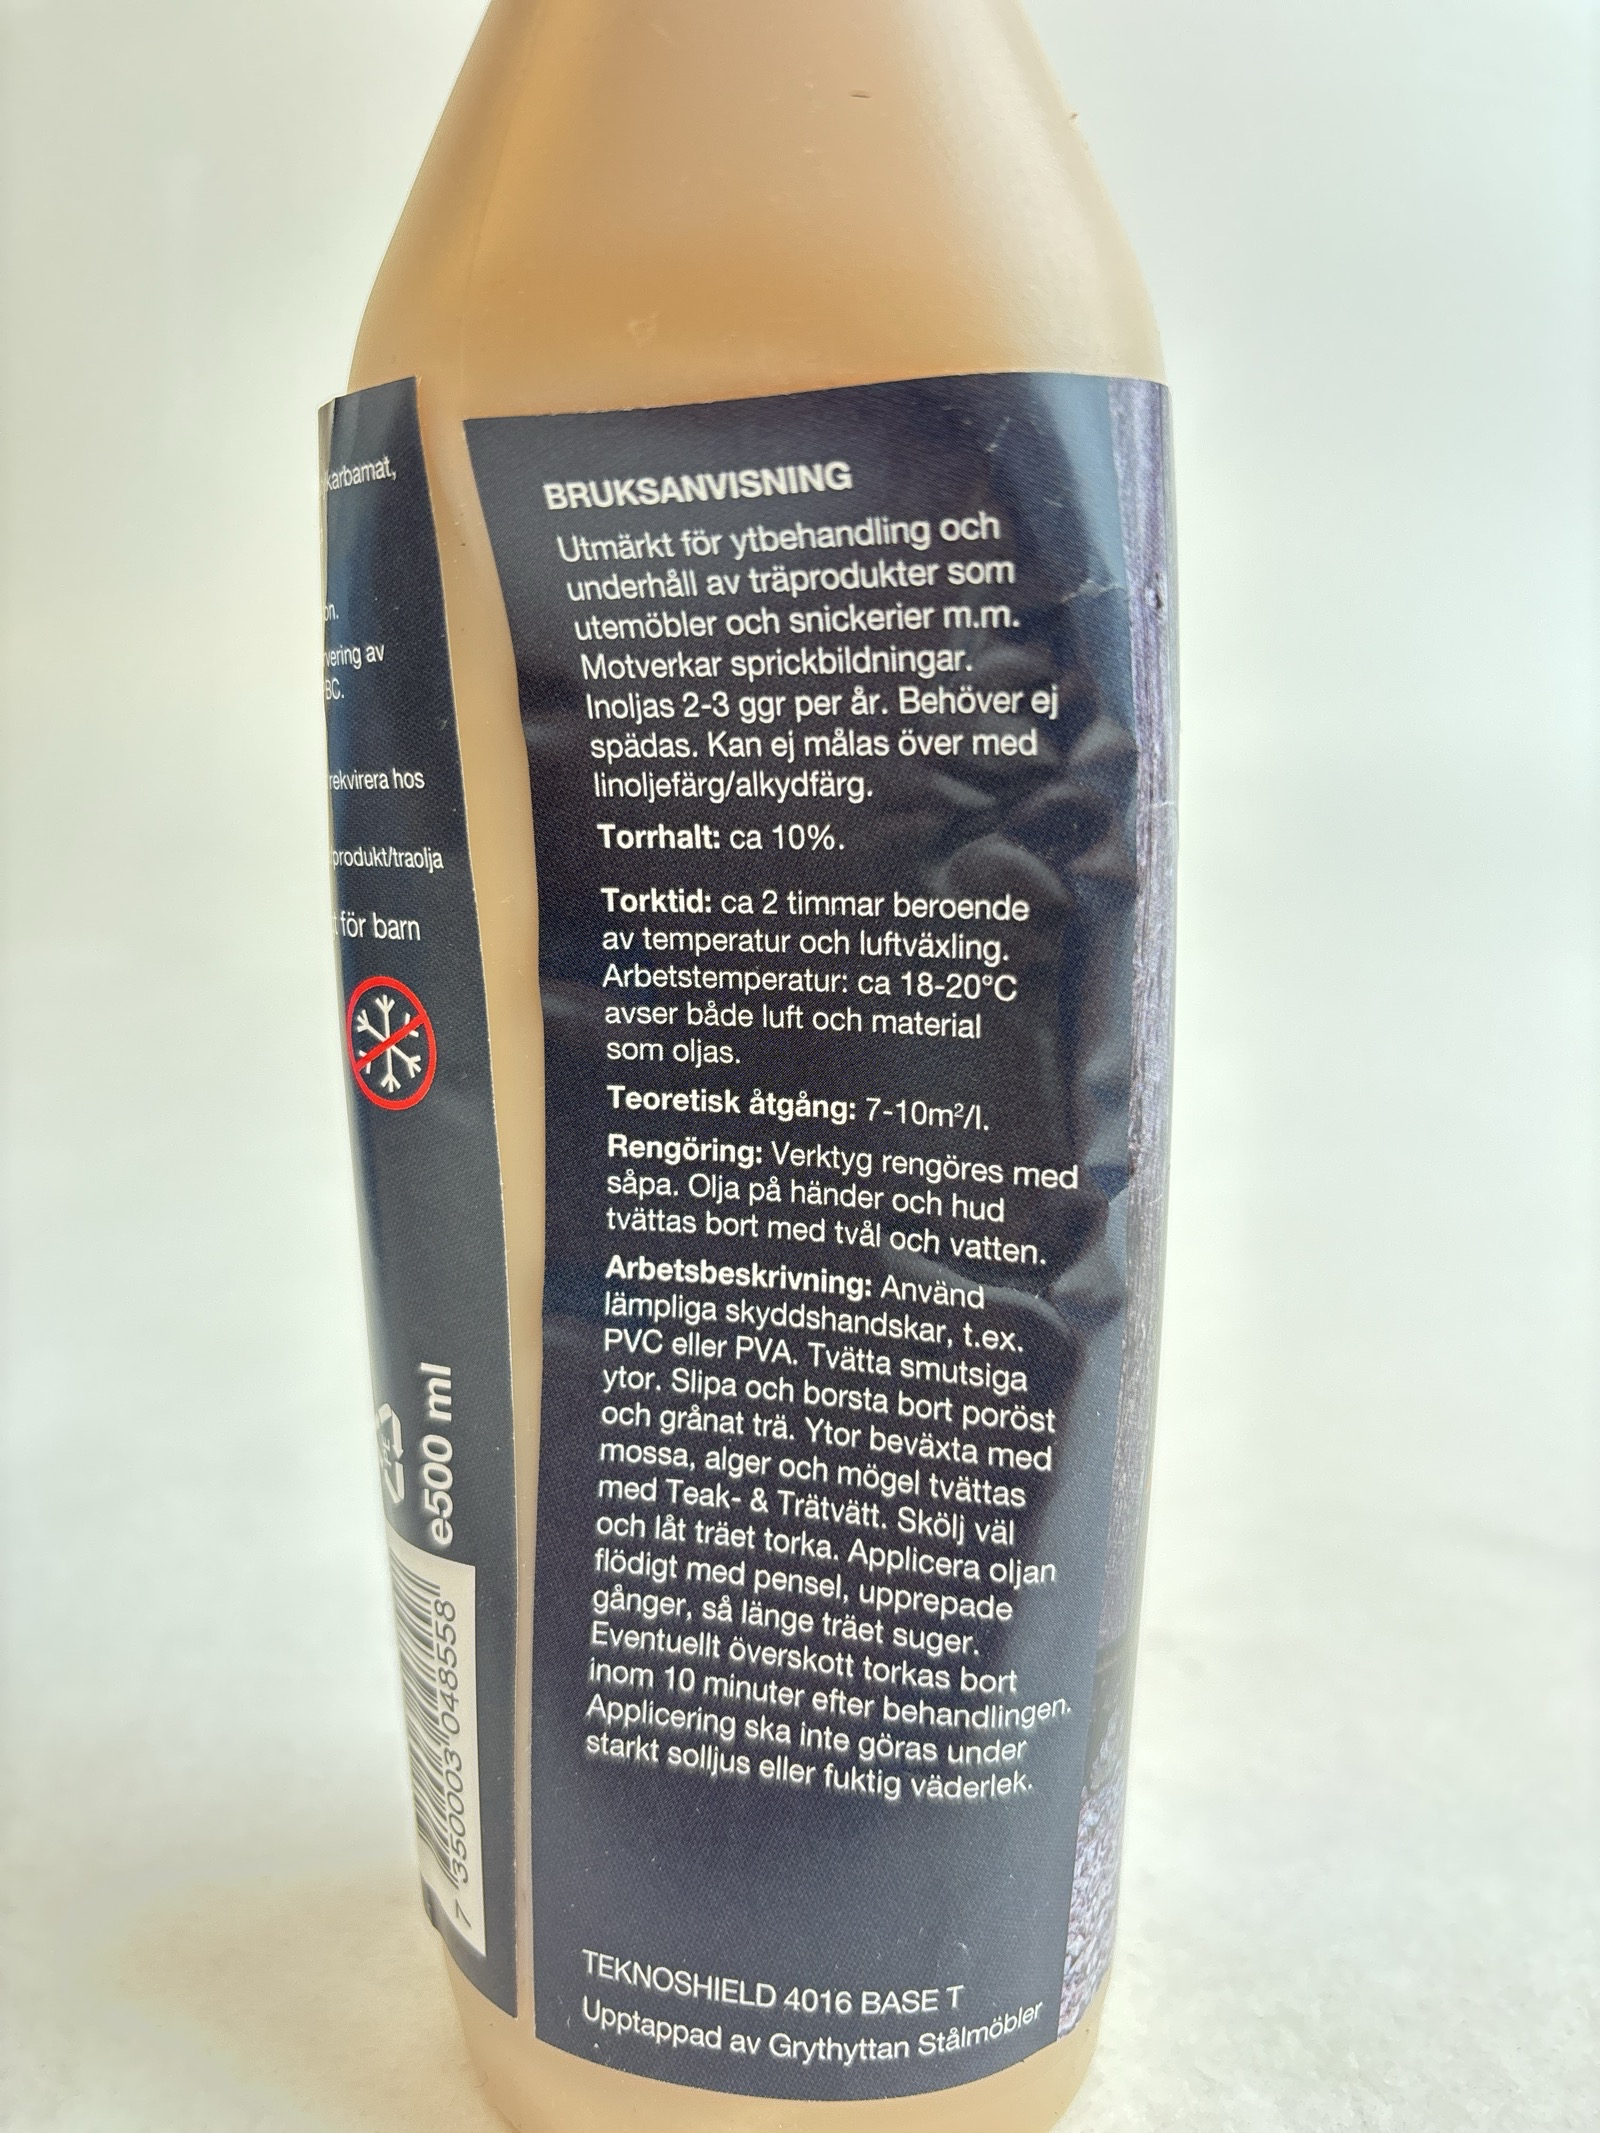 karbamat,
on.
vering av
BC.
rekvirera hos
produkt/traolja
t för barn
e500 ml
7 350003 048558
BRUKSANVISNING
Utmärkt för ytbehandling och
underhåll av träprodukter som
utemöbler och snickerier m.m.
Motverkar sprickbildningar.
Inoljas 2-3 ggr per år. Behöver ej
spädas. Kan ej målas över med
linoljefärg/alkydfärg.
Torrhalt: ca 10%.
Torktid: ca 2 timmar beroende
av temperatur och luftväxling.
Arbetstemperatur: ca 18-20°C
avser både luft och material
som oljas.
Teoretisk åtgång: 7-10m²/l.
Rengöring: Verktyg rengöres med
såpa. Olja på händer och hud
tvättas bort med tvål och vatten.
Arbetsbeskrivning: Använd
lämpliga skyddshandskar, t.ex.
PVC eller PVA. Tvätta smutsiga
ytor. Slipa och borsta bort poröst
och grånat trä. Ytor beväxta med
mossa, alger och mögel tvättas
med Teak- & Trätvätt. Skölj väl
och låt träet torka. Applicera oljan
flödigt med pensel, upprepade
gånger, så länge träet suger.
Eventuellt överskott torkas bort
inom 10 minuter efter behandlingen.
Applicering ska inte göras under
starkt solljus eller fuktig väderlek.
TEKNOSHIELD 4016 BASE T
Upptappad av Grythyttan Stålmöbler